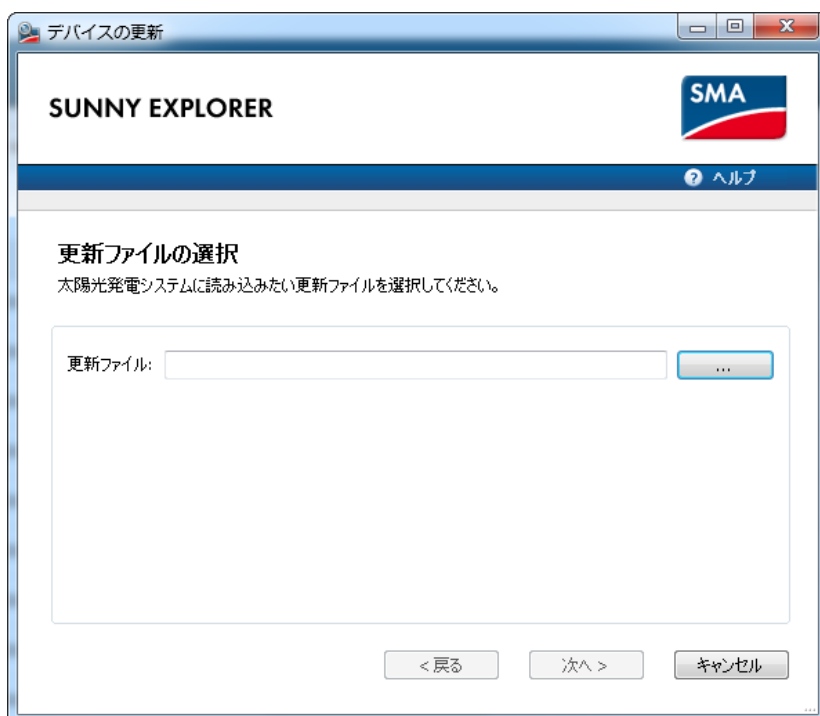 デバイスの更新
SUNNY EXPLORER
SMA
? ヘルプ
更新ファイルの選択
太陽光発電システムに読み込みたい更新ファイルを選択してください。
更新ファイル:
...
< 戻る
次へ >
キャンセル